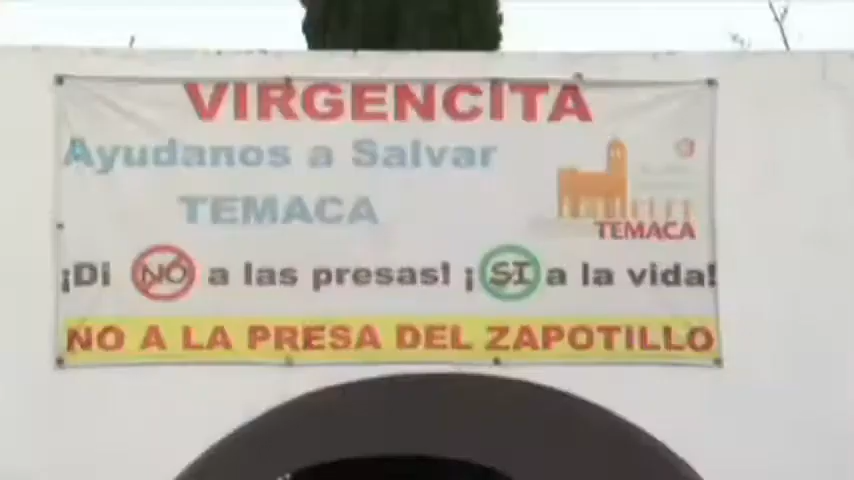 VIRGENCITA
Ayudanos a Salvar
TEMACA
TEMACA
¡Di NO a las presas! ¡SI a la vida!
NO A LA PRESA DEL ZAPOTILLO